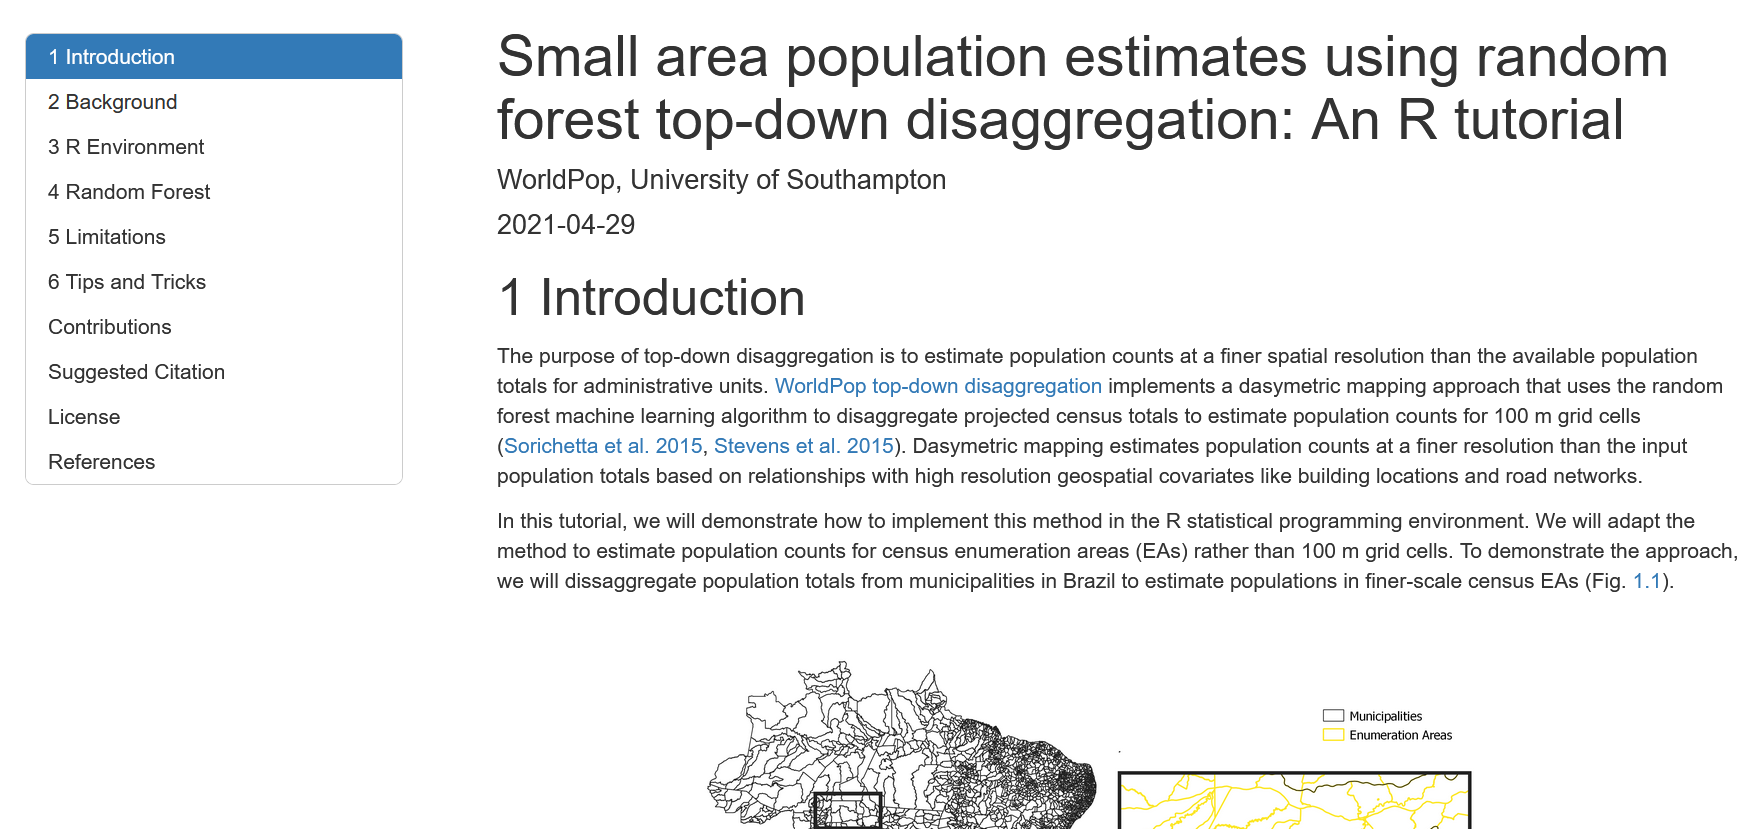 1 Introduction
2 Background
3 R Environment
4 Random Forest
5 Limitations
6 Tips and Tricks
Contributions
Suggested Citation
License
References
Small area population estimates using random
forest top-down disaggregation: An R tutorial
WorldPop, University of Southampton
2021-04-29
1 Introduction
The purpose of top-down disaggregation is to estimate population counts at a finer spatial resolution than the available population
totals for administrative units. WorldPop top-down disaggregation implements a dasymetric mapping approach that uses the random
forest machine learning algorithm to disaggregate projected census totals to estimate population counts for 100 m grid cells
(Sorichetta et al. 2015, Stevens et al. 2015). Dasymetric mapping estimates population counts at a finer resolution than the input
population totals based on relationships with high resolution geospatial covariates like building locations and road networks.
In this tutorial, we will demonstrate how to implement this method in the R statistical programming environment. We will adapt the
method to estimate population counts for census enumeration areas (EAs) rather than 100 m grid cells. To demonstrate the approach,
we will dissaggregate population totals from municipalities in Brazil to estimate populations in finer-scale census EAs (Fig. 1.1).
Municipalities
Enumeration Areas